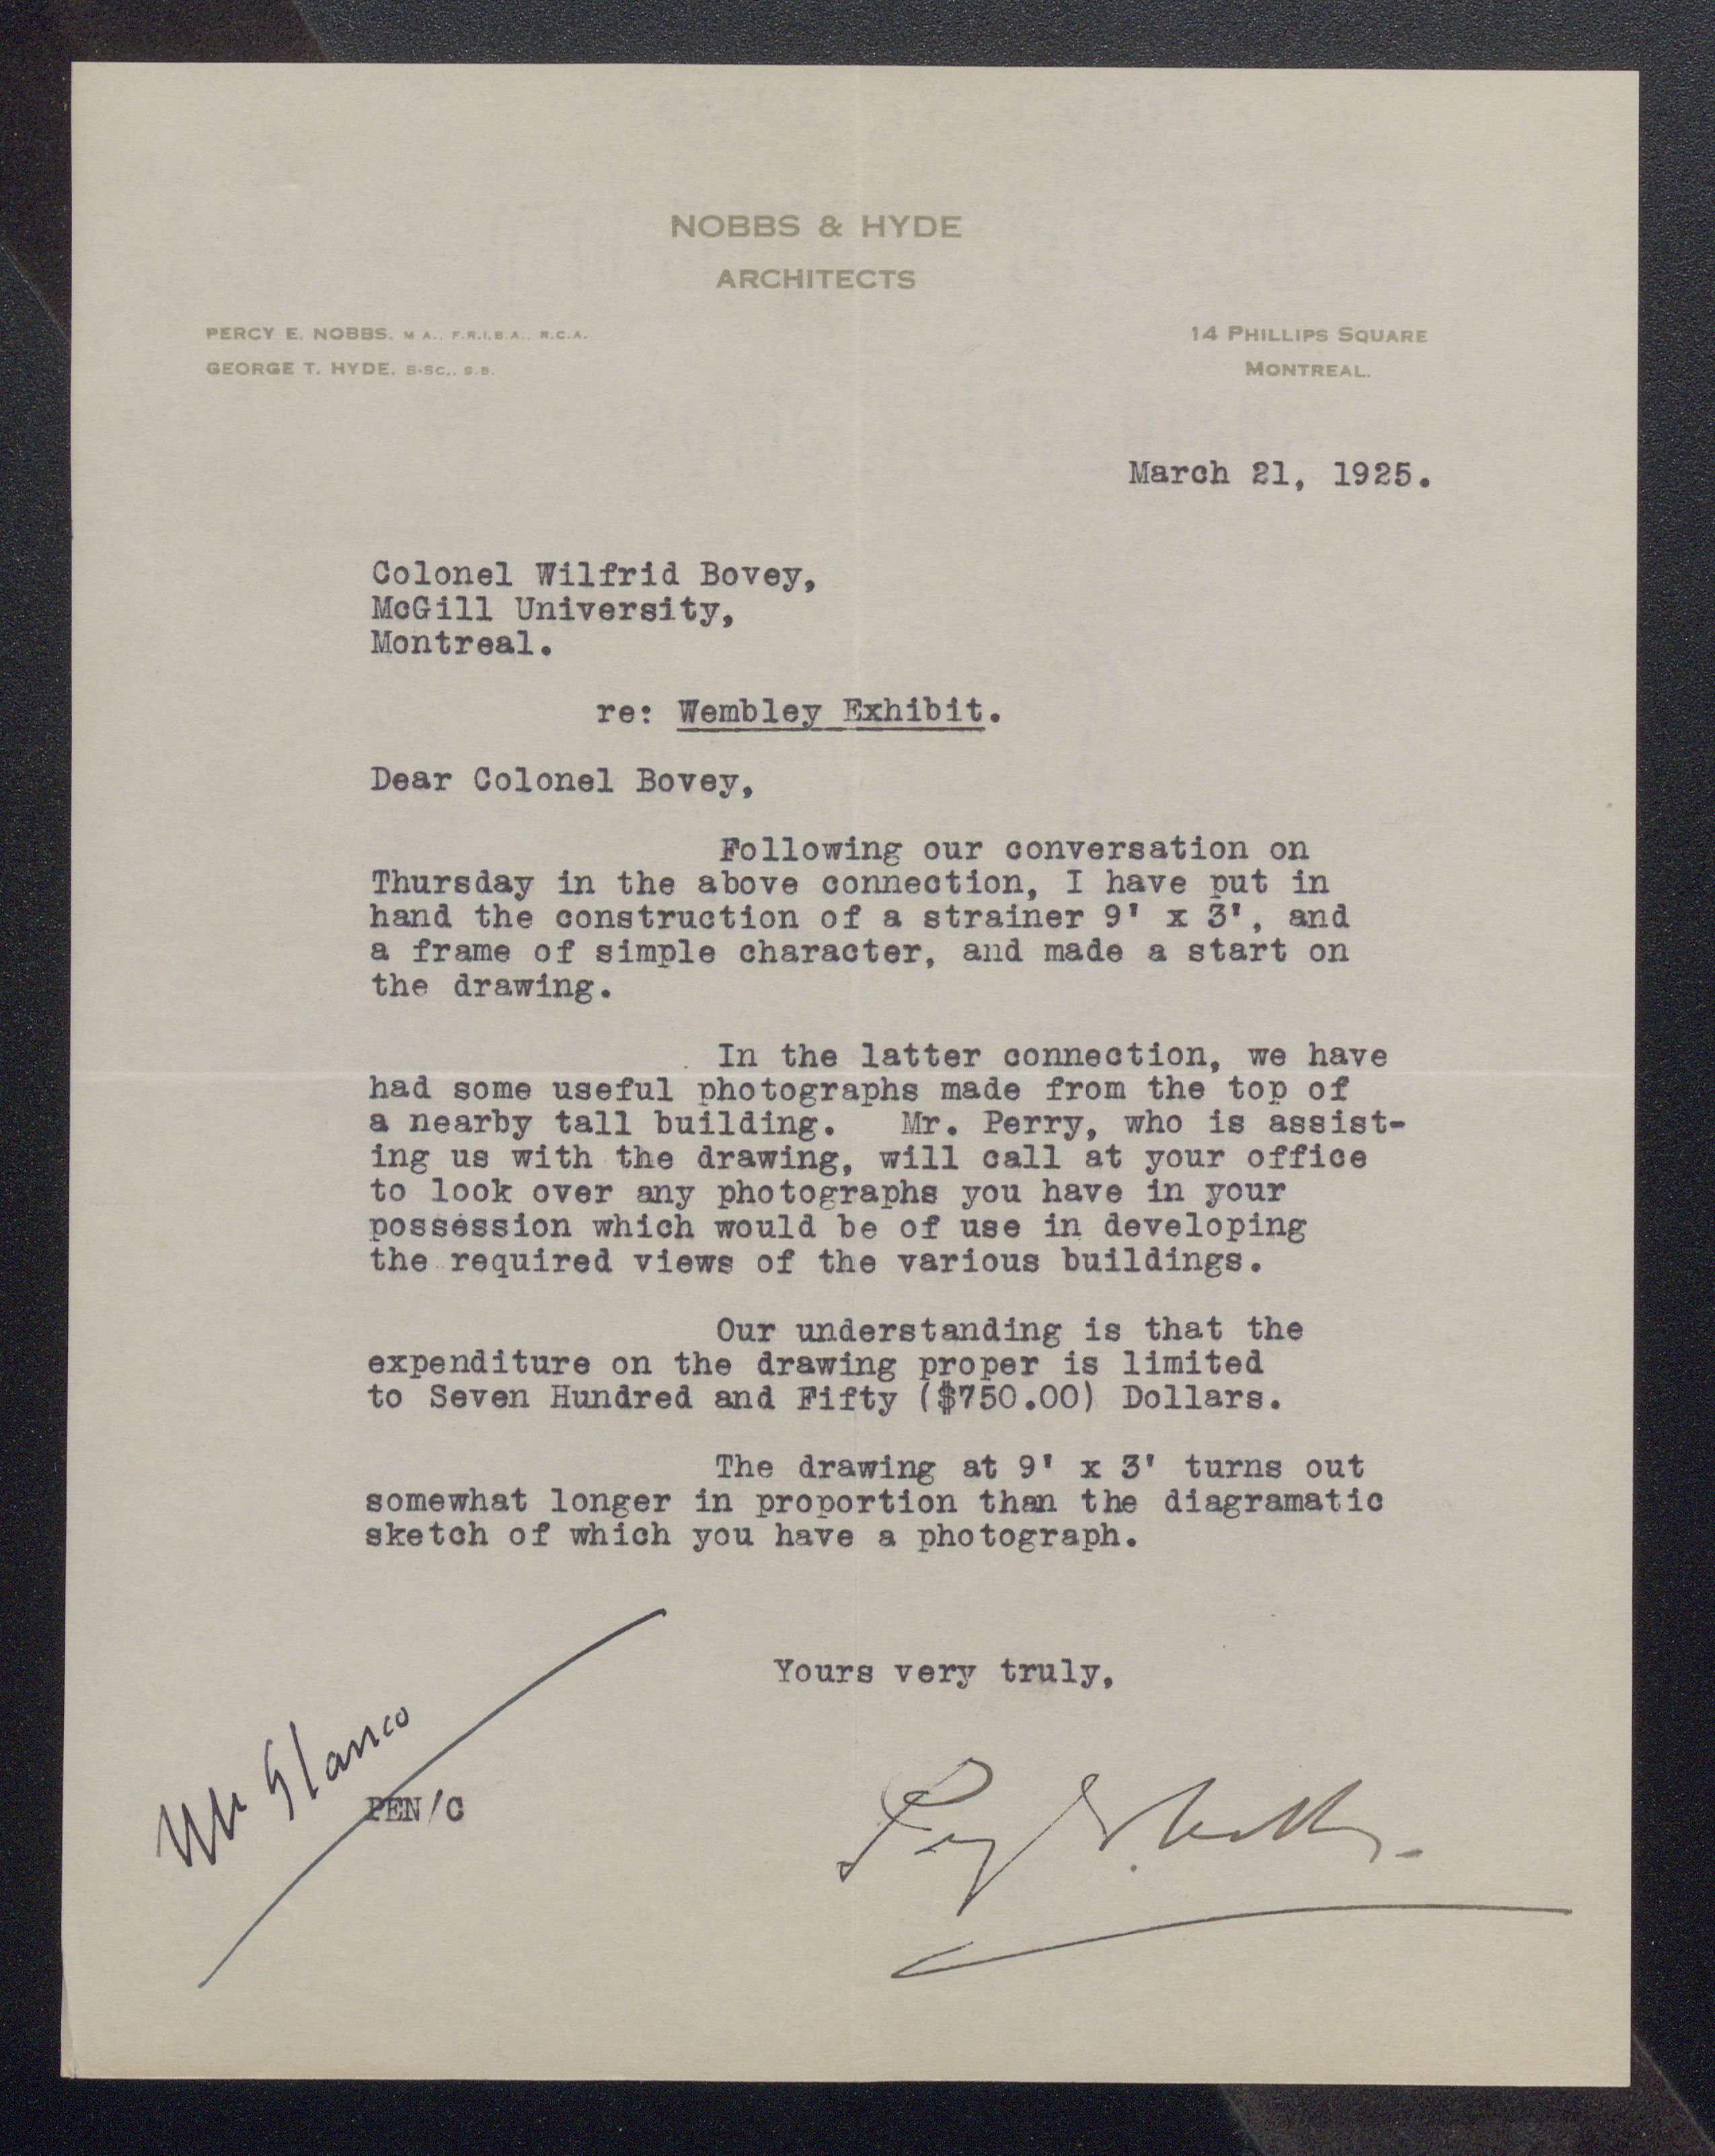 NOBBS & HYDE
ARCHITECTS
PERCY E. NOBBS, M A., F.R.I.B.A., R.C.A.
GEORGE T. HYDE, B-SC., S.B.
14 PHILLIPS SQUARE
MONTREAL.
March 21, 1925.
Colonel Wilfrid Bovey,
McGill University,
Montreal.
re: Wembley Exhibit.
Dear Colonel Bovey,
Following our conversation on
Thursday in the above connection, I have put in
hand the construction of a strainer 9' x 3', and
a frame of simple character, and made a start on
the drawing.
In the latter connection, we have
had some useful photographs made from the top of
a nearby tall building. Mr. Perry, who is assist-
ing us with the drawing, will call at your office
to look over any photographs you have in your
possession which would be of use in developing
the required views of the various buildings.
Our understanding is that the
expenditure on the drawing proper is limited
to Seven Hundred and Fifty ($750.00) Dollars.
The drawing at 9' x 3' turns out
somewhat longer in proportion than the diagramatic
sketch of which you have a photograph.
Yours very truly,
PEN/C
Percy E. Nobbs.